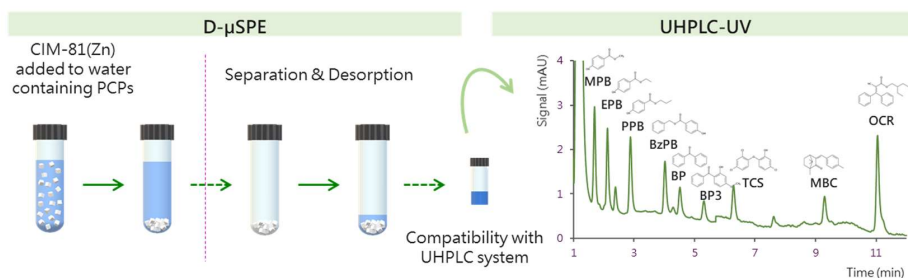 D-µSPE
UHPLC-UV
CIM-81(Zn)
added to water
containing PCPs
Separation & Desorption
Compatibility with
UHPLC system
Signal (mAU)
4
3
2
1
0
MPB
EPB
PPB
BzPB
BP
BP3
TCS
MBC
OCR
1
3
5
7
9
11
Time (min)